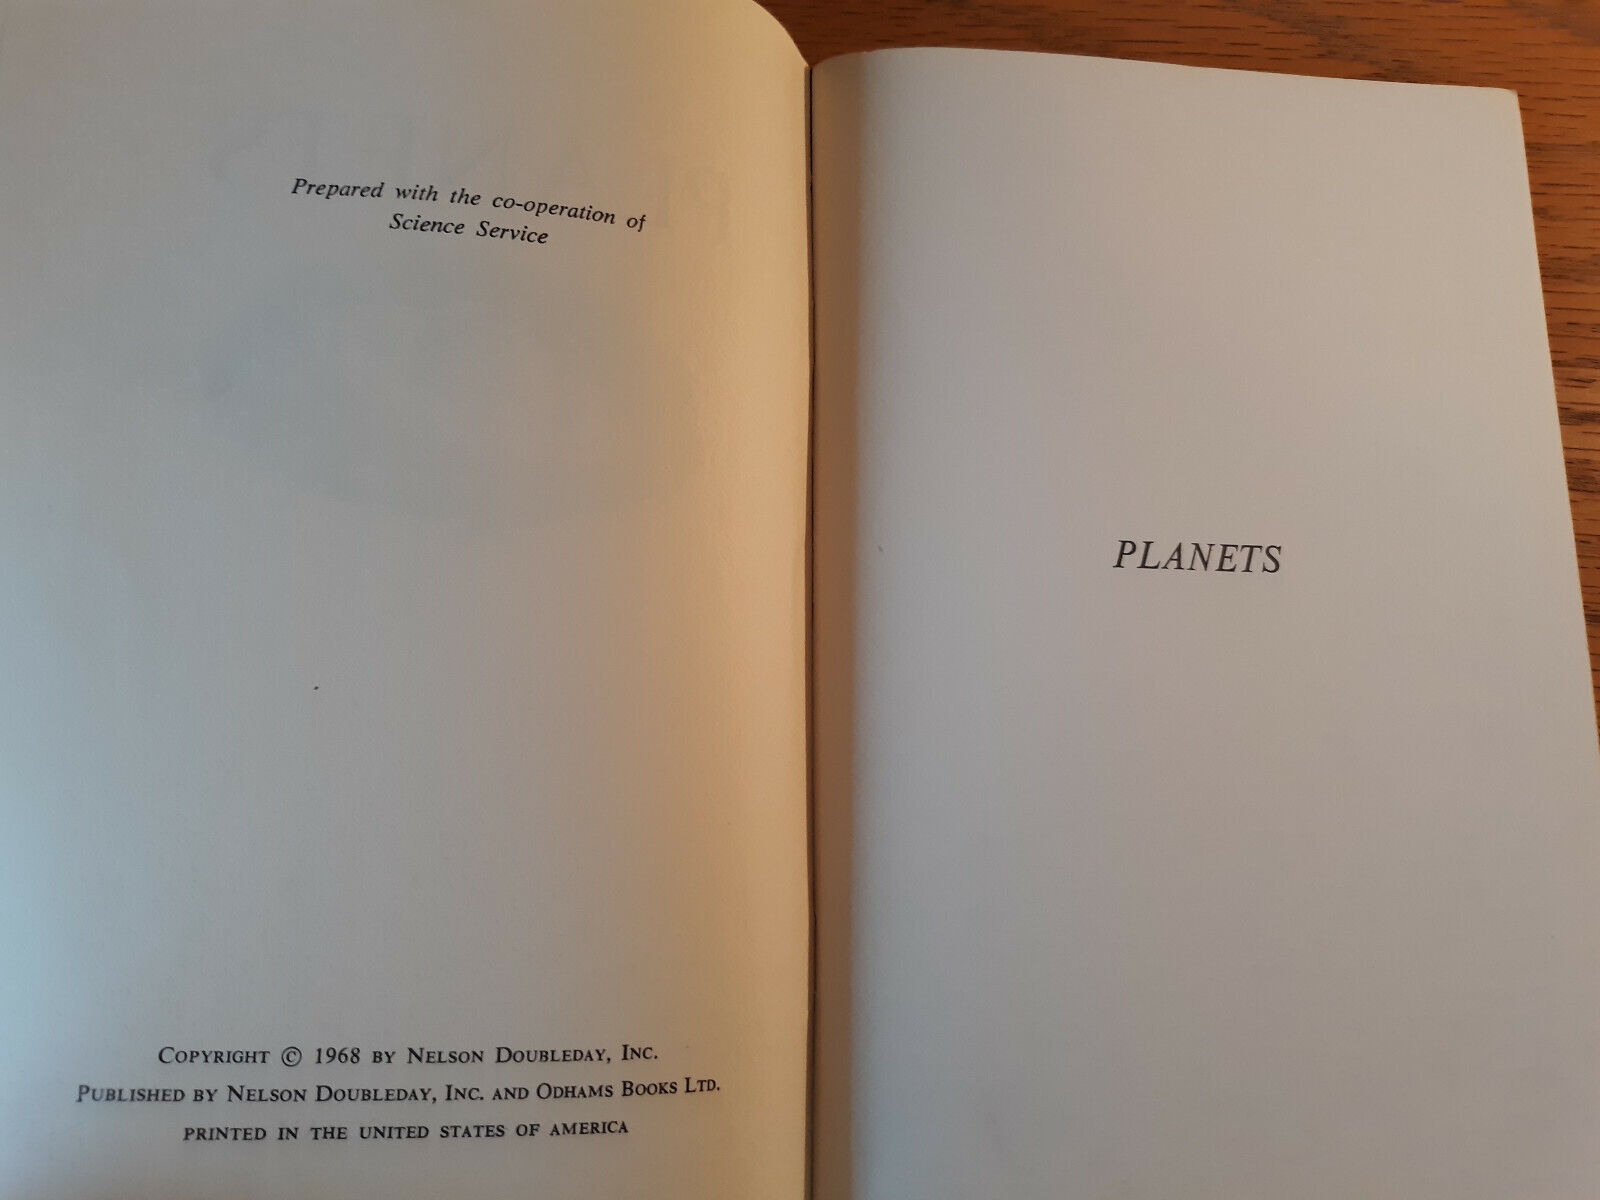 Prepared with the co-operation of
Science Service
COPYRIGHT © 1968 BY NELSON DOUBLEDAY, INC.
PUBLISHED BY NELSON DOUBLEDAY, INC. AND ODHAMS BOOKS LTD.
PRINTED IN THE UNITED STATES OF AMERICA
PLANETS